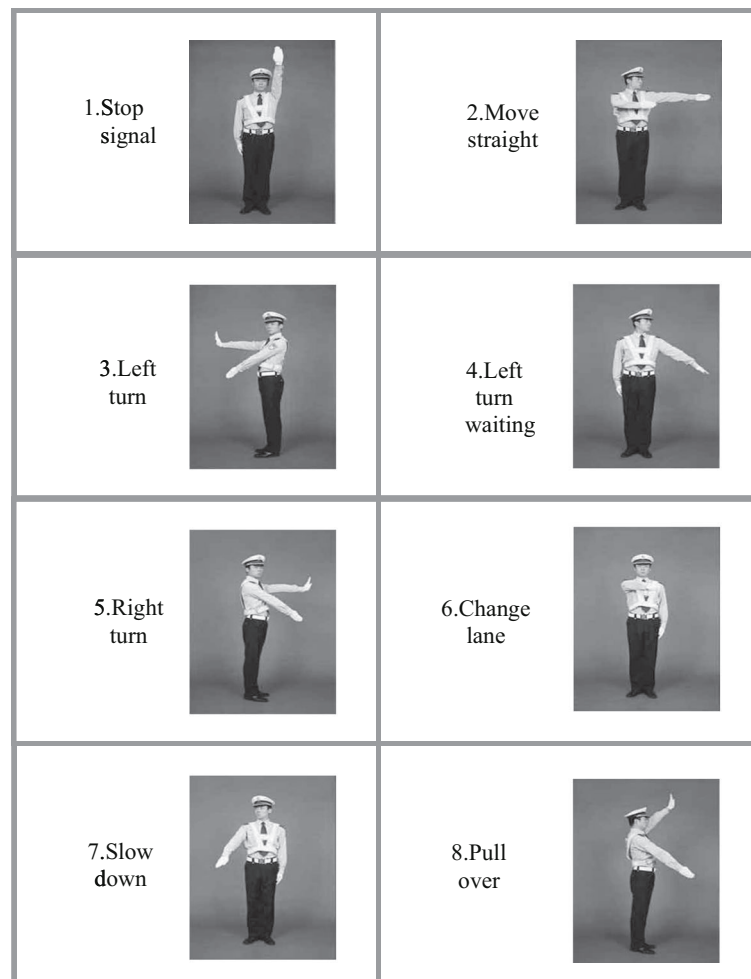 1.Stop
signal
2.Move
straight
3.Left
turn
4.Left
turn
waiting
5.Right
turn
6.Change
lane
7.Slow
down
8.Pull
over